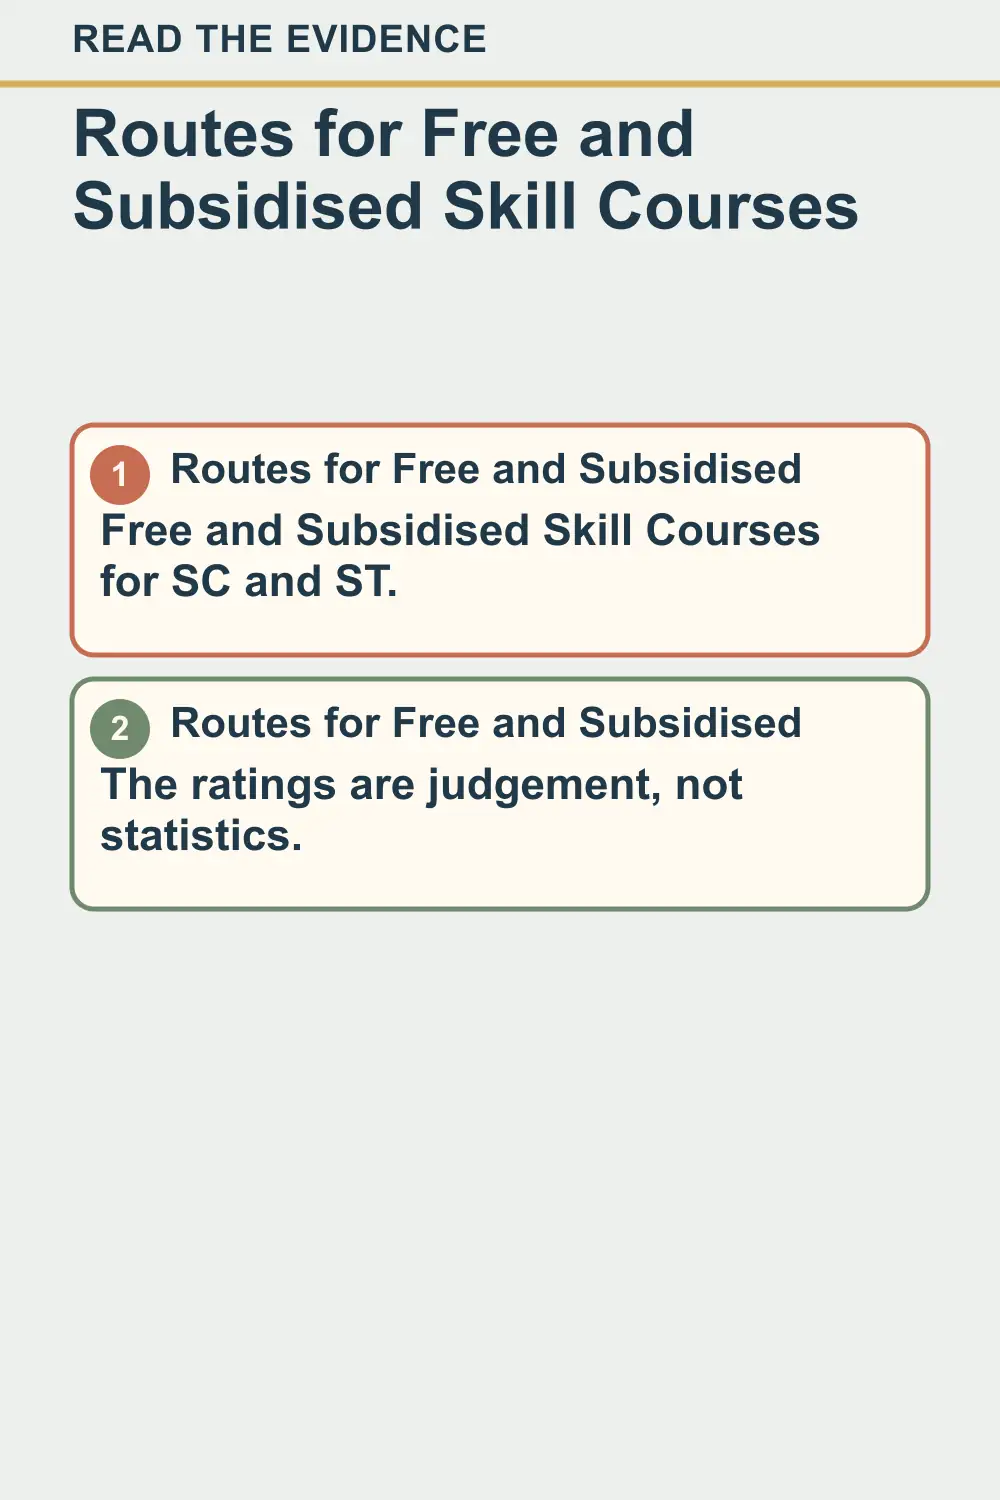 READ THE EVIDENCE
Routes for Free and
Subsidised Skill Courses
1 Routes for Free and Subsidised
Free and Subsidised Skill Courses
for SC and ST.
2 Routes for Free and Subsidised
The ratings are judgement, not
statistics.